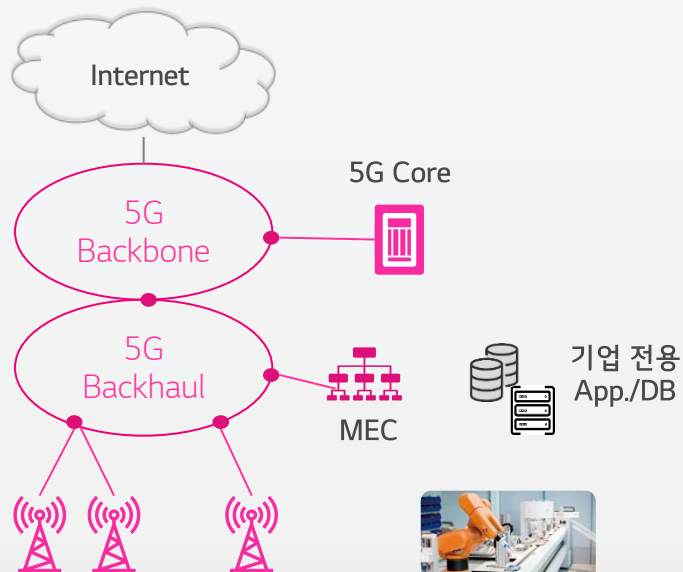 Internet
5G Core
5G
Backbone
5G
Backhaul
MEC
기업 전용
App./DB